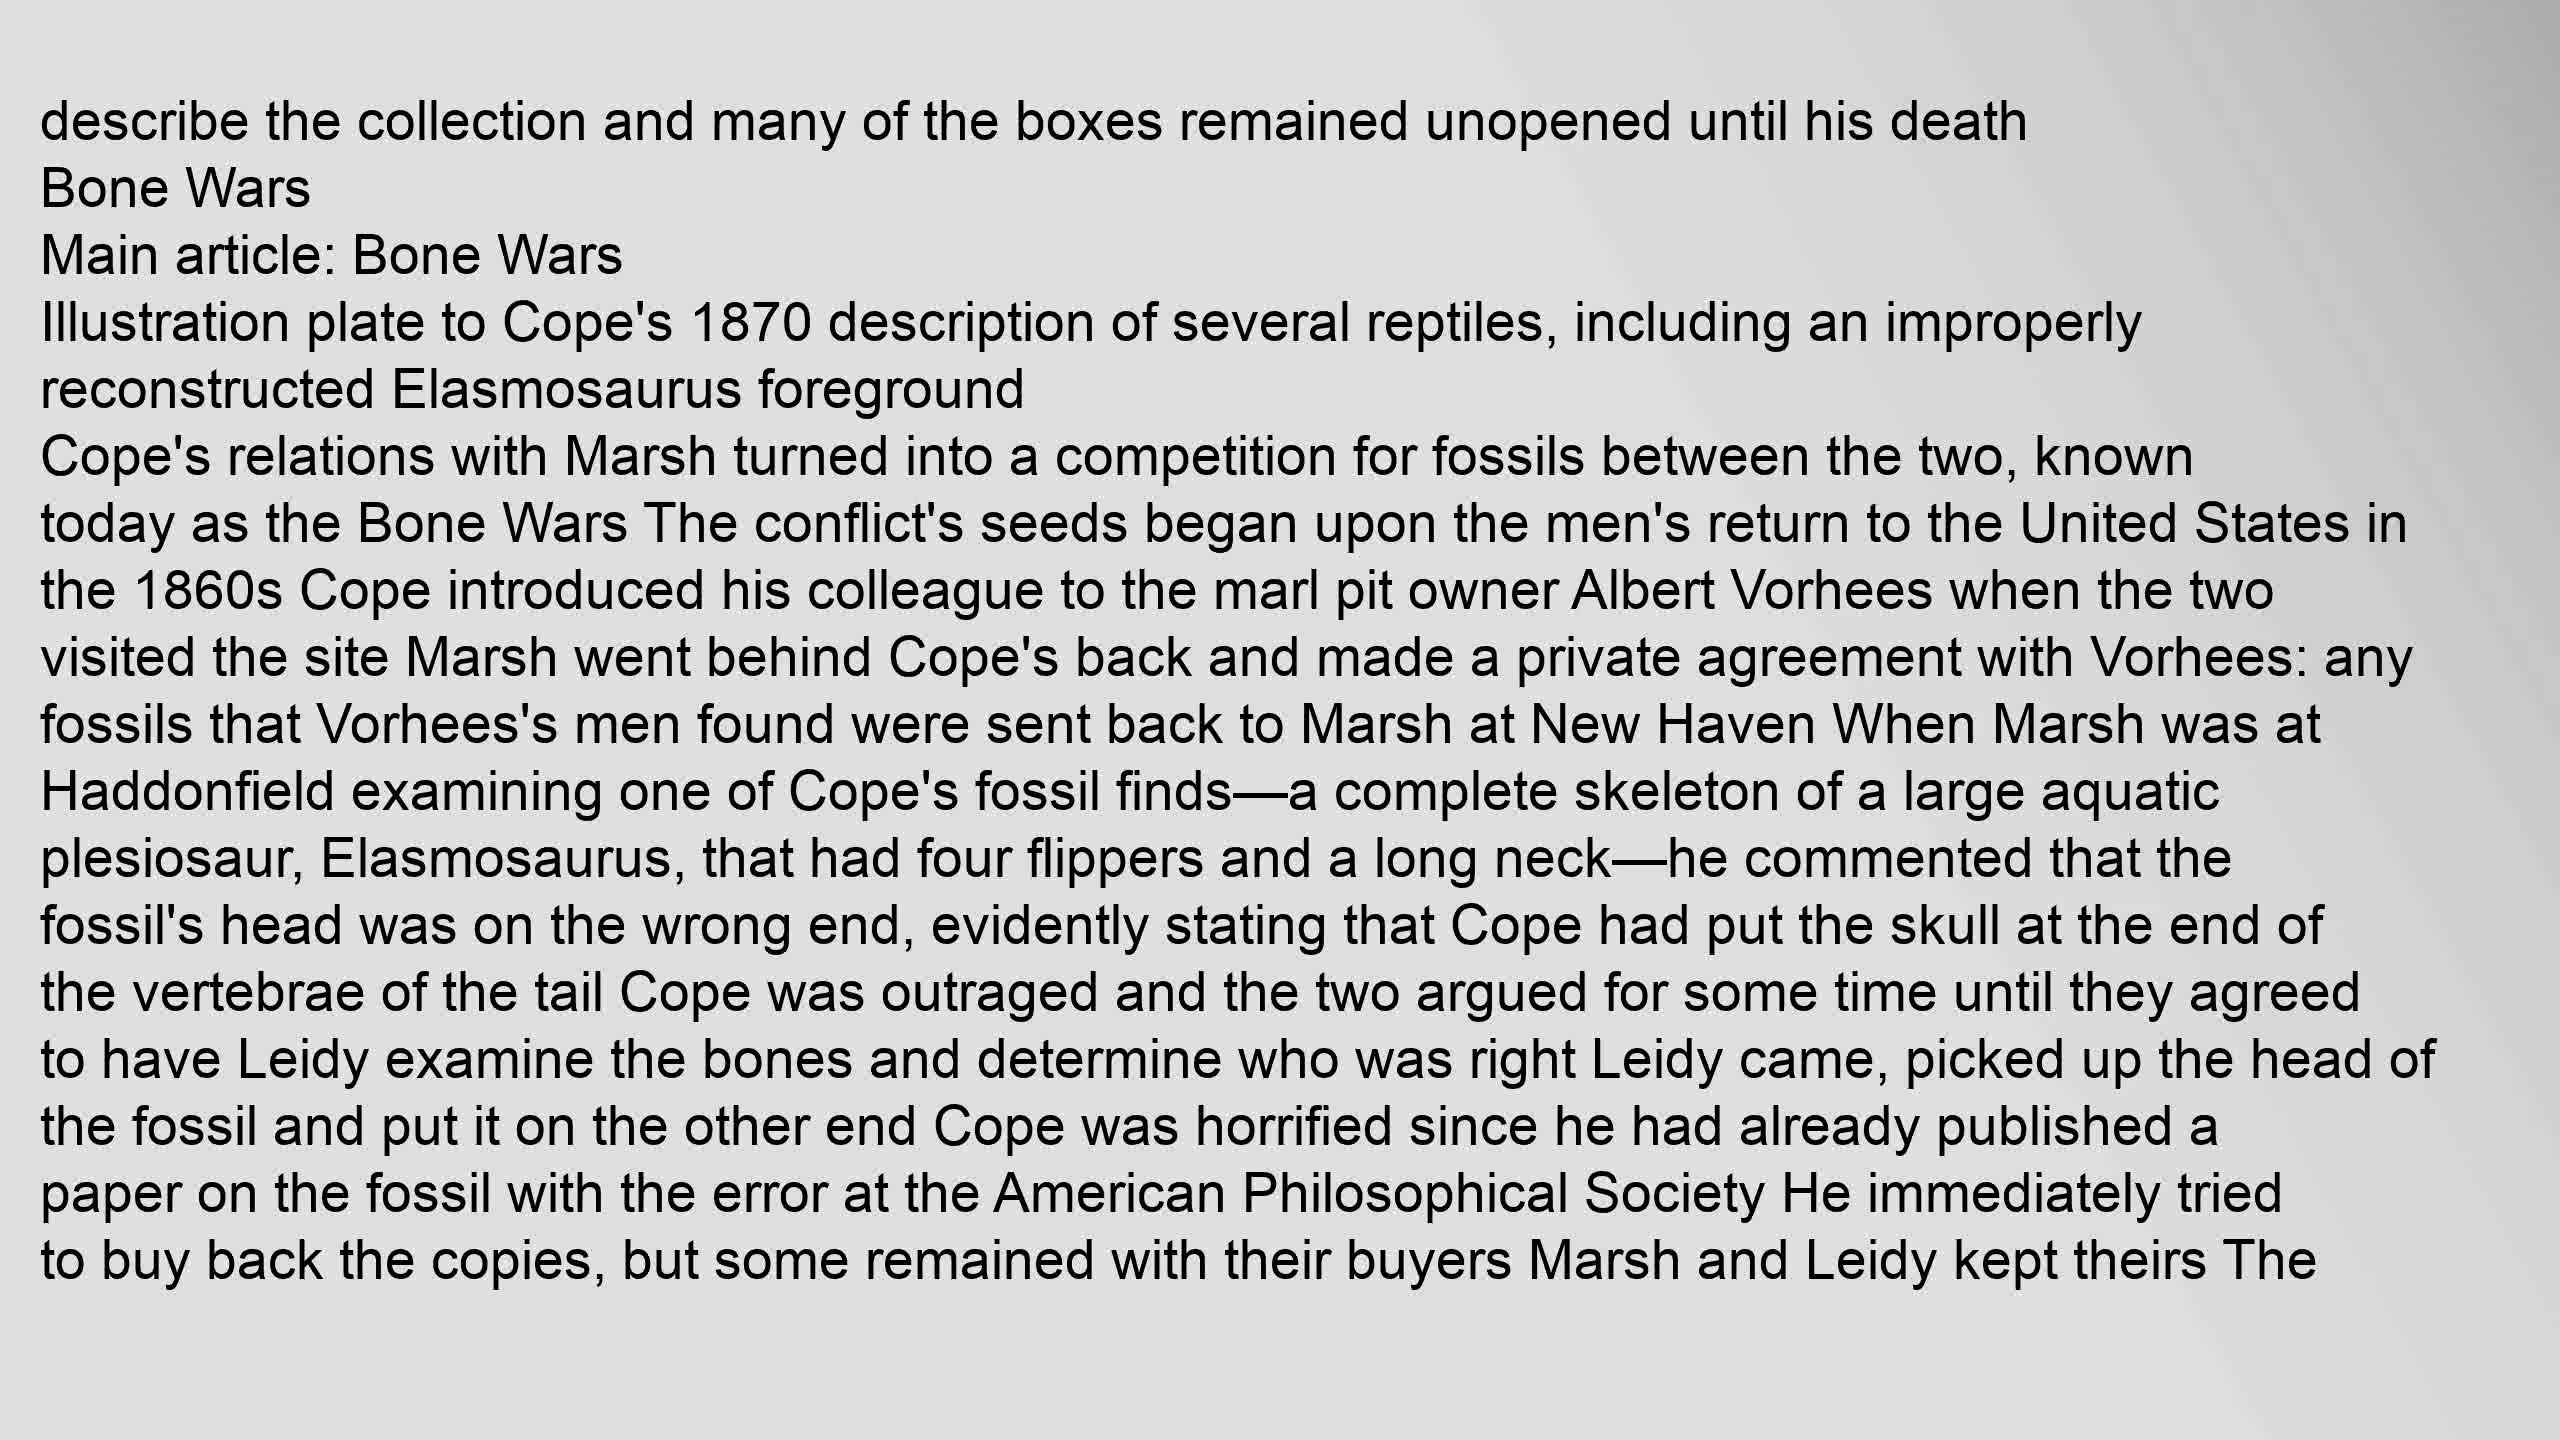 describe the collection and many of the boxes remained unopened until his death
Bone Wars
Main article: Bone Wars
Illustration plate to Cope's 1870 description of several reptiles, including an improperly
reconstructed Elasmosaurus foreground
Cope's relations with Marsh turned into a competition for fossils between the two, known
today as the Bone Wars The conflict's seeds began upon the men's return to the United States in
the 1860s Cope introduced his colleague to the marl pit owner Albert Vorhees when the two
visited the site Marsh went behind Cope's back and made a private agreement with Vorhees: any
fossils that Vorhees's men found were sent back to Marsh at New Haven When Marsh was at
Haddonfield examining one of Cope's fossil finds—a complete skeleton of a large aquatic
plesiosaur, Elasmosaurus, that had four flippers and a long neck—he commented that the
fossil's head was on the wrong end, evidently stating that Cope had put the skull at the end of
the vertebrae of the tail Cope was outraged and the two argued for some time until they agreed
to have Leidy examine the bones and determine who was right Leidy came, picked up the head of
the fossil and put it on the other end Cope was horrified since he had already published a
paper on the fossil with the error at the American Philosophical Society He immediately tried
to buy back the copies, but some remained with their buyers Marsh and Leidy kept theirs The